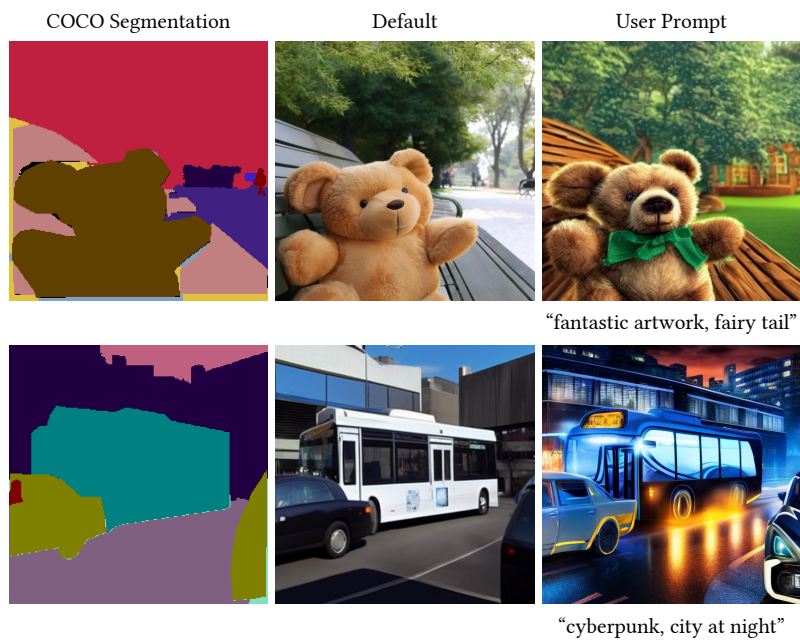 COCO Segmentation
Default
User Prompt
“fantastic artwork, fairy tail”
“cyberpunk, city at night”